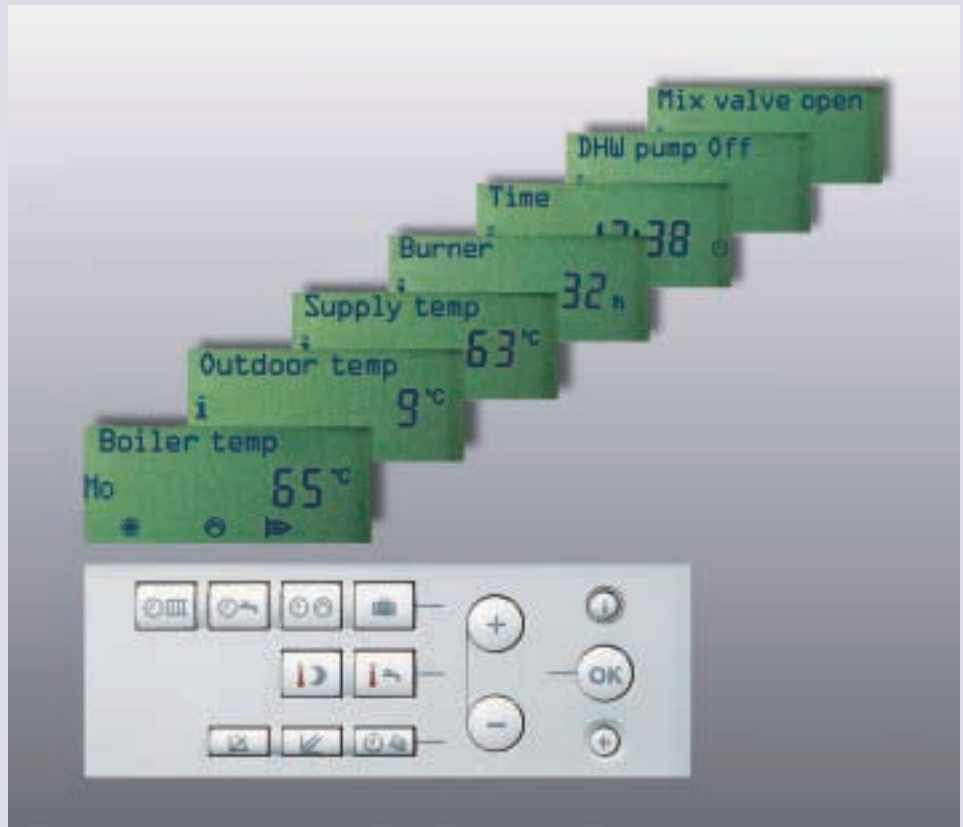 Mix valve open
DHW pump Off
Time
Burner
32 h
Supply temp
63 °C
Outdoor temp
i 9 °C
Boiler temp
Mo 65 °C
+
i
OK
−